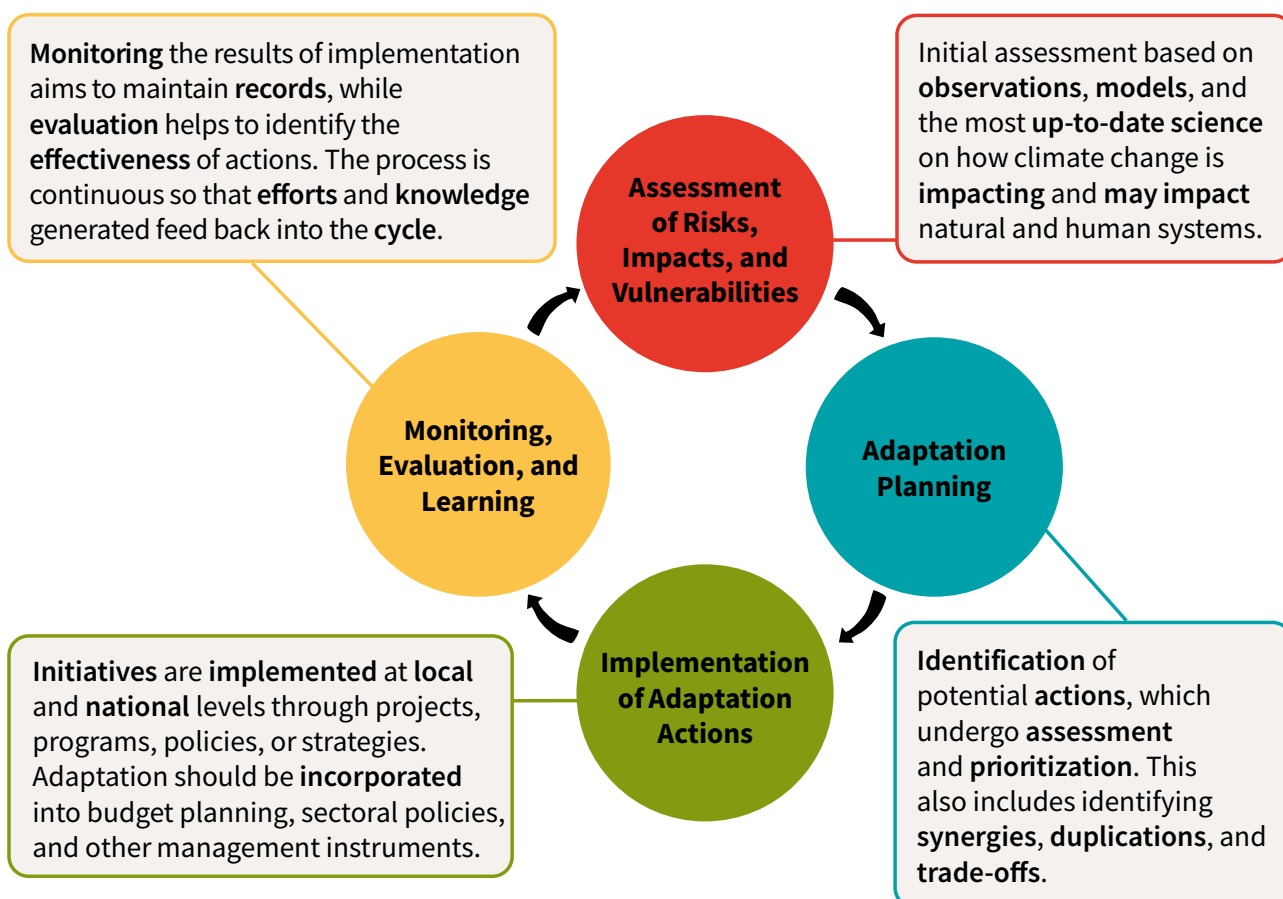 Monitoring the results of implementation
aims to maintain records, while
evaluation helps to identify the
effectiveness of actions. The process is
continuous so that efforts and knowledge
generated feed back into the cycle.
Initial assessment based on
observations, models, and
the most up-to-date science
on how climate change is
impacting and may impact
natural and human systems.
Assessment
of Risks,
Impacts, and
Vulnerabilities
Monitoring,
Evaluation, and
Learning
Adaptation
Planning
Implementation
of Adaptation
Actions
Initiatives are implemented at local
and national levels through projects,
programs, policies, or strategies.
Adaptation should be incorporated
into budget planning, sectoral policies,
and other management instruments.
Identification of
potential actions, which
undergo assessment
and prioritization. This
also includes identifying
synergies, duplications, and
trade-offs.